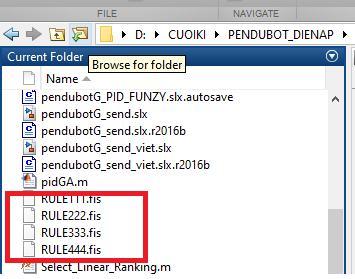 FILE
NAVIGATE
D: CUOIKI PENDUBOT_DIENAP
Current Folder
Browse for folder
Name
pendubotG_PID_FUNZY.slx.autosave
pendubotG_send.slx
pendubotG_send.slx.r2016b
pendubotG_send_viet.slx
pendubotG_send_viet.slx.r2016b
pidGA.m
RULE111.fis
RULE222.fis
RULE333.fis
RULE444.fis
Select_Linear_Ranking.m